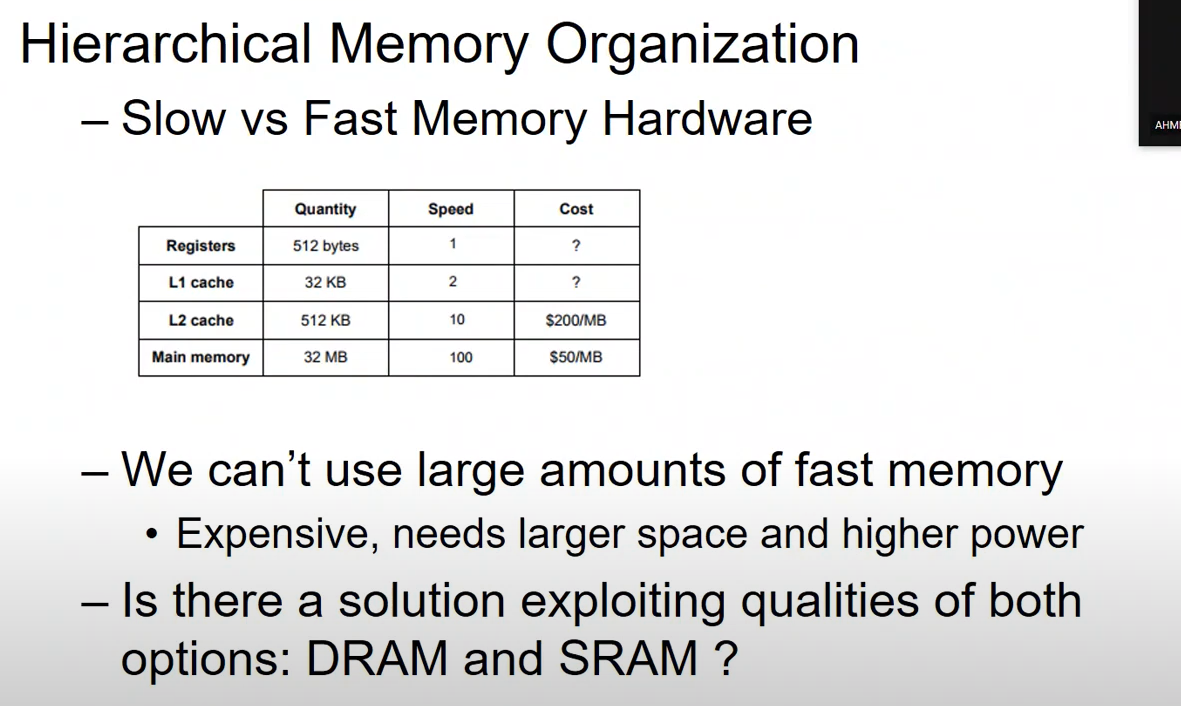 Hierarchical Memory Organization
– Slow vs Fast Memory Hardware
AHM
Quantity Speed Cost
Registers 512 bytes 1 ?
L1 cache 32 KB 2 ?
L2 cache 512 KB 10 $200/MB
Main memory 32 MB 100 $50/MB
– We can't use large amounts of fast memory
• Expensive, needs larger space and higher power
– Is there a solution exploiting qualities of both
options: DRAM and SRAM ?